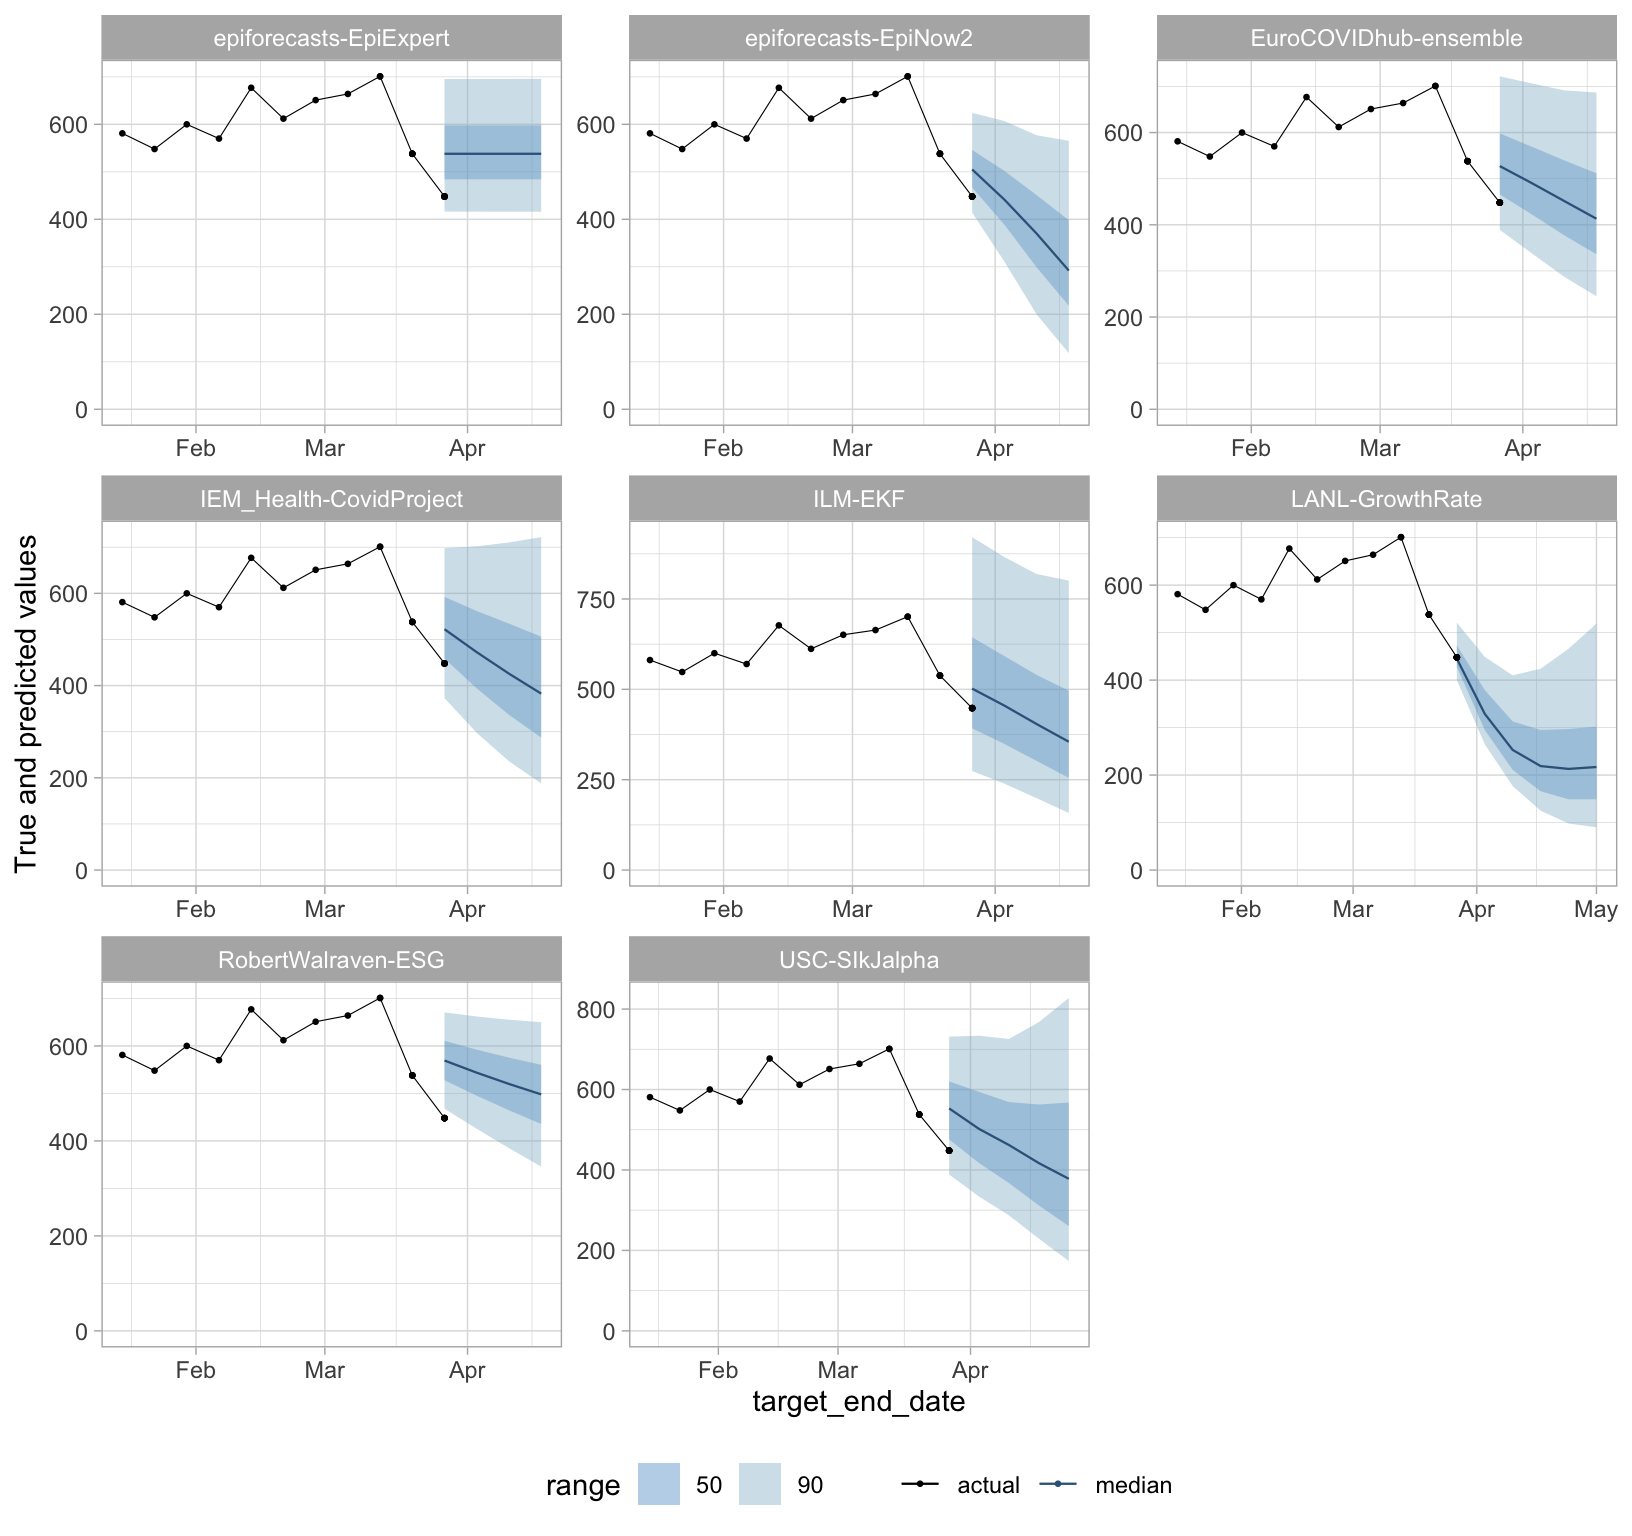 epiforecasts-EpiExpert
epiforecasts-EpiNow2
EuroCOVIDhub-ensemble
600
400
200
0
600
400
200
0
600
400
200
0
Feb Mar Apr
Feb Mar Apr
Feb Mar Apr
IEM_Health-CovidProject
ILM-EKF
LANL-GrowthRate
True and predicted values
600
400
200
0
750
500
250
0
600
400
200
0
Feb Mar Apr
Feb Mar Apr
Feb Mar Apr May
RobertWalraven-ESG
USC-SIkJalpha
600
400
200
0
800
600
400
200
0
Feb Mar Apr
Feb Mar Apr
target_end_date
range 50 90 actual median